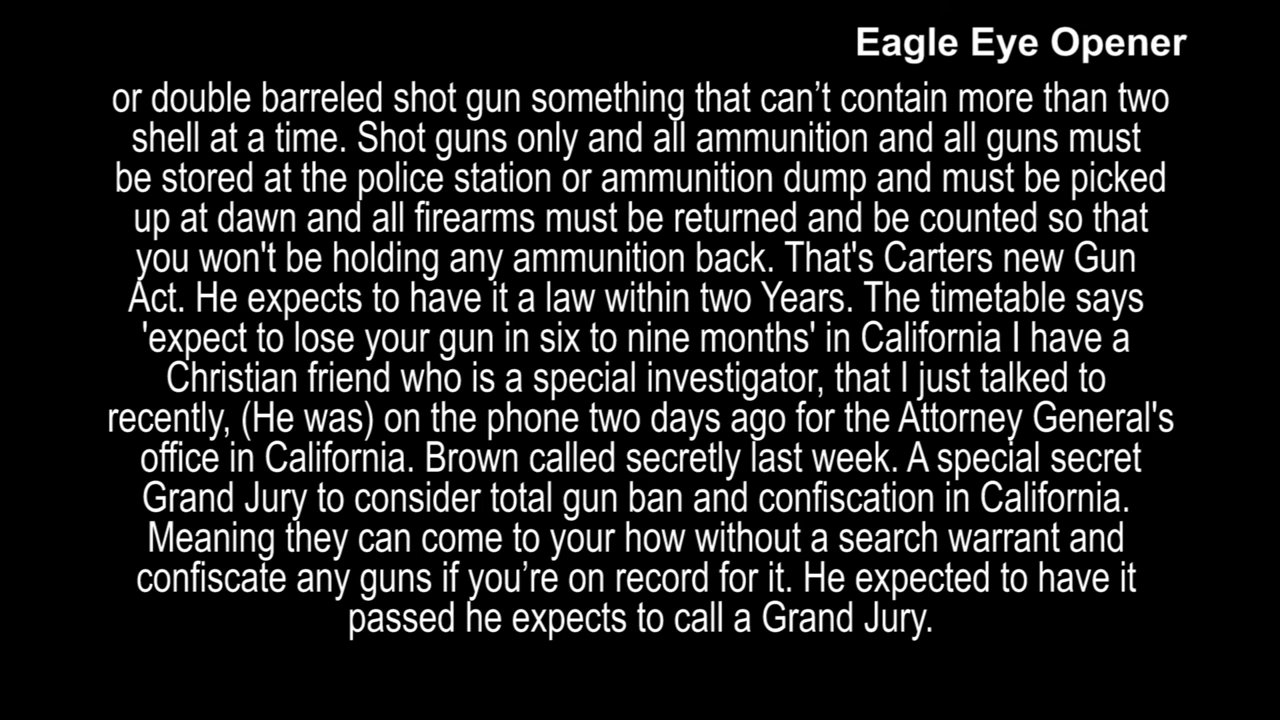 Eagle Eye Opener
or double barreled shot gun something that can’t contain more than two
shell at a time. Shot guns only and all ammunition and all guns must
be stored at the police station or ammunition dump and must be picked
up at dawn and all firearms must be returned and be counted so that
you won't be holding any ammunition back. That's Carters new Gun
Act. He expects to have it a law within two Years. The timetable says
'expect to lose your gun in six to nine months' in California I have a
Christian friend who is a special investigator, that I just talked to
recently, (He was) on the phone two days ago for the Attorney General's
office in California. Brown called secretly last week. A special secret
Grand Jury to consider total gun ban and confiscation in California.
Meaning they can come to your how without a search warrant and
confiscate any guns if you’re on record for it. He expected to have it
passed he expects to call a Grand Jury.